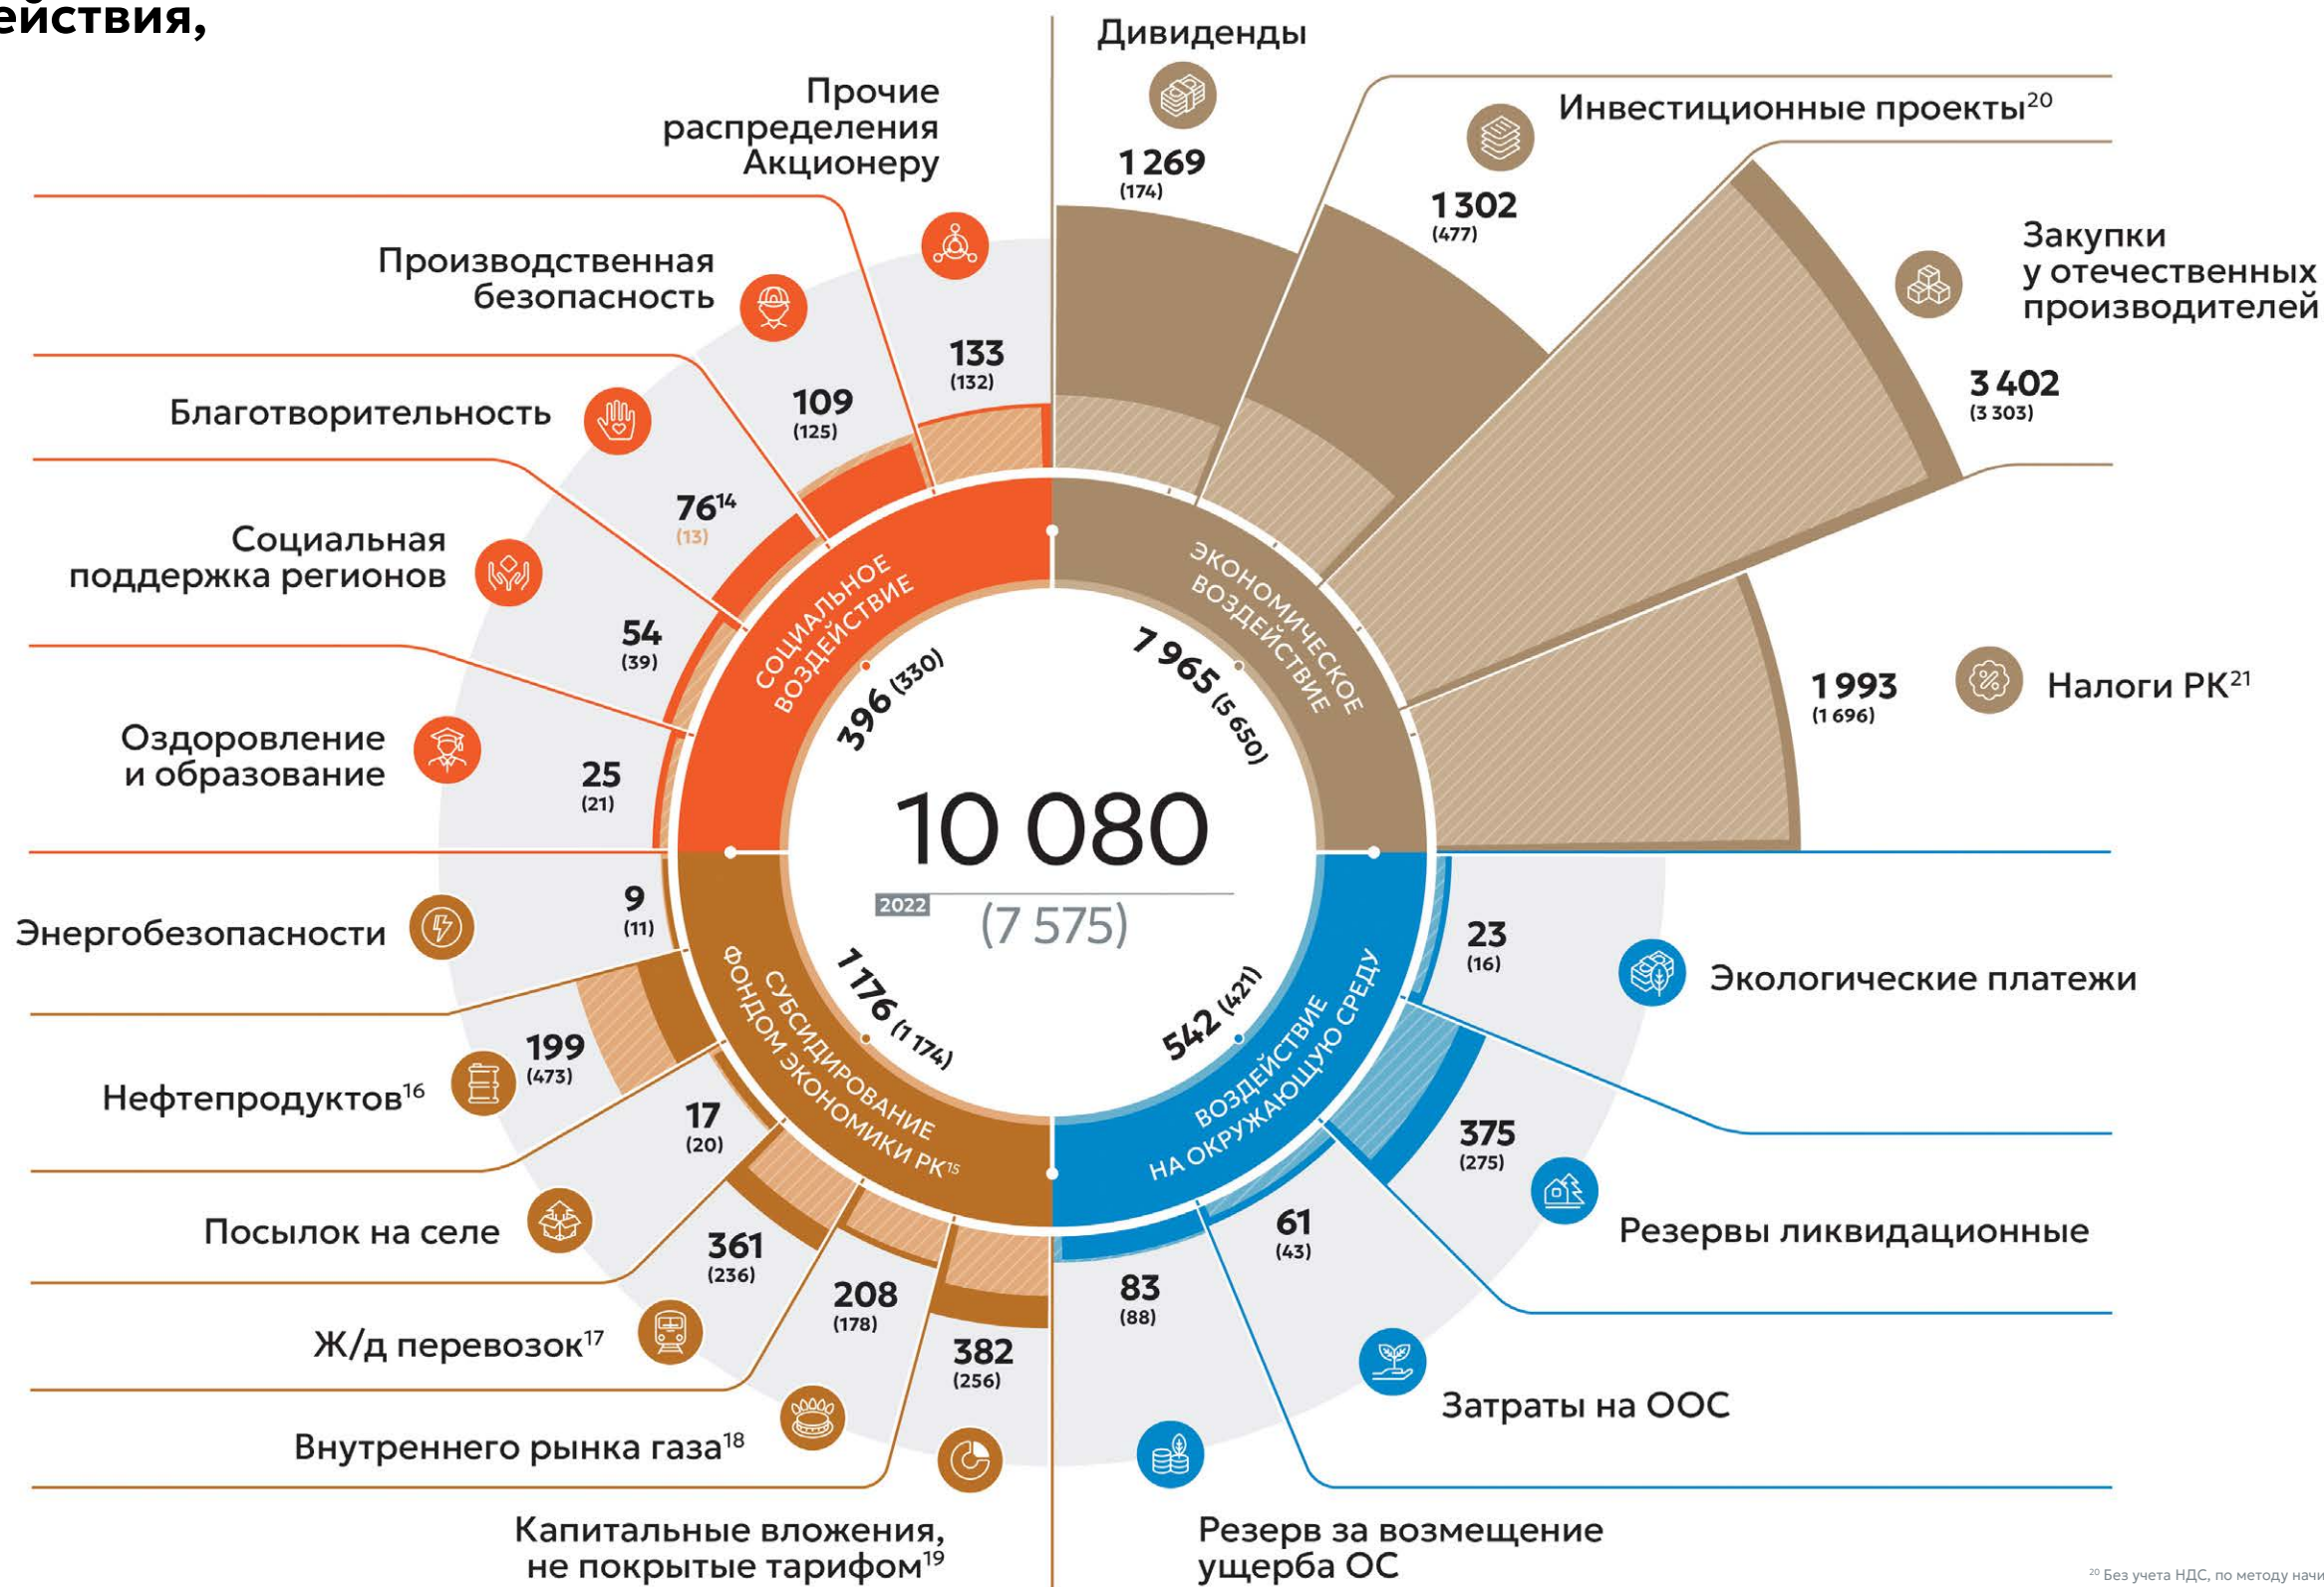 ействия,
Дивиденды
1 269
(174)
Инвестиционные проекты²⁰
1 302
(477)
Закупки
у отечественных
производителей
3 402
(3 303)
1 993
(1 696)
Налоги РК²¹
Прочие
распределения
Акционеру
133
(132)
Производственная
безопасность
109
(125)
Благотворительность
76¹⁴
(13)
Социальная
поддержка регионов
54
(39)
Оздоровление
и образование
25
(21)
СОЦИАЛЬНОЕ
ВОЗДЕЙСТВИЕ
396 (330)
ЭКОНОМИЧЕСКОЕ
ВОЗДЕЙСТВИЕ
7 965 (5 650)
10 080
2022
(7 575)
1 176 (1 174)
СУБСИДИРОВАНИЕ
ФОНДОМ ЭКОНОМИКИ РК¹⁵
542 (421)
ВОЗДЕЙСТВИЕ
НА ОКРУЖАЮЩУЮ СРЕДУ
Энергобезопасности
9
(11)
Нефтепродуктов¹⁶
199
(473)
Посылок на селе
17
(20)
Ж/д перевозок¹⁷
361
(236)
Внутреннего рынка газа¹⁸
208
(178)
Капитальные вложения,
не покрытые тарифом¹⁹
382
(256)
23
(16)
Экологические платежи
375
(275)
Резервы ликвидационные
61
(43)
Затраты на ООС
83
(88)
Резерв за возмещение
ущерба ОС
²⁰ Без учета НДС, по методу начи